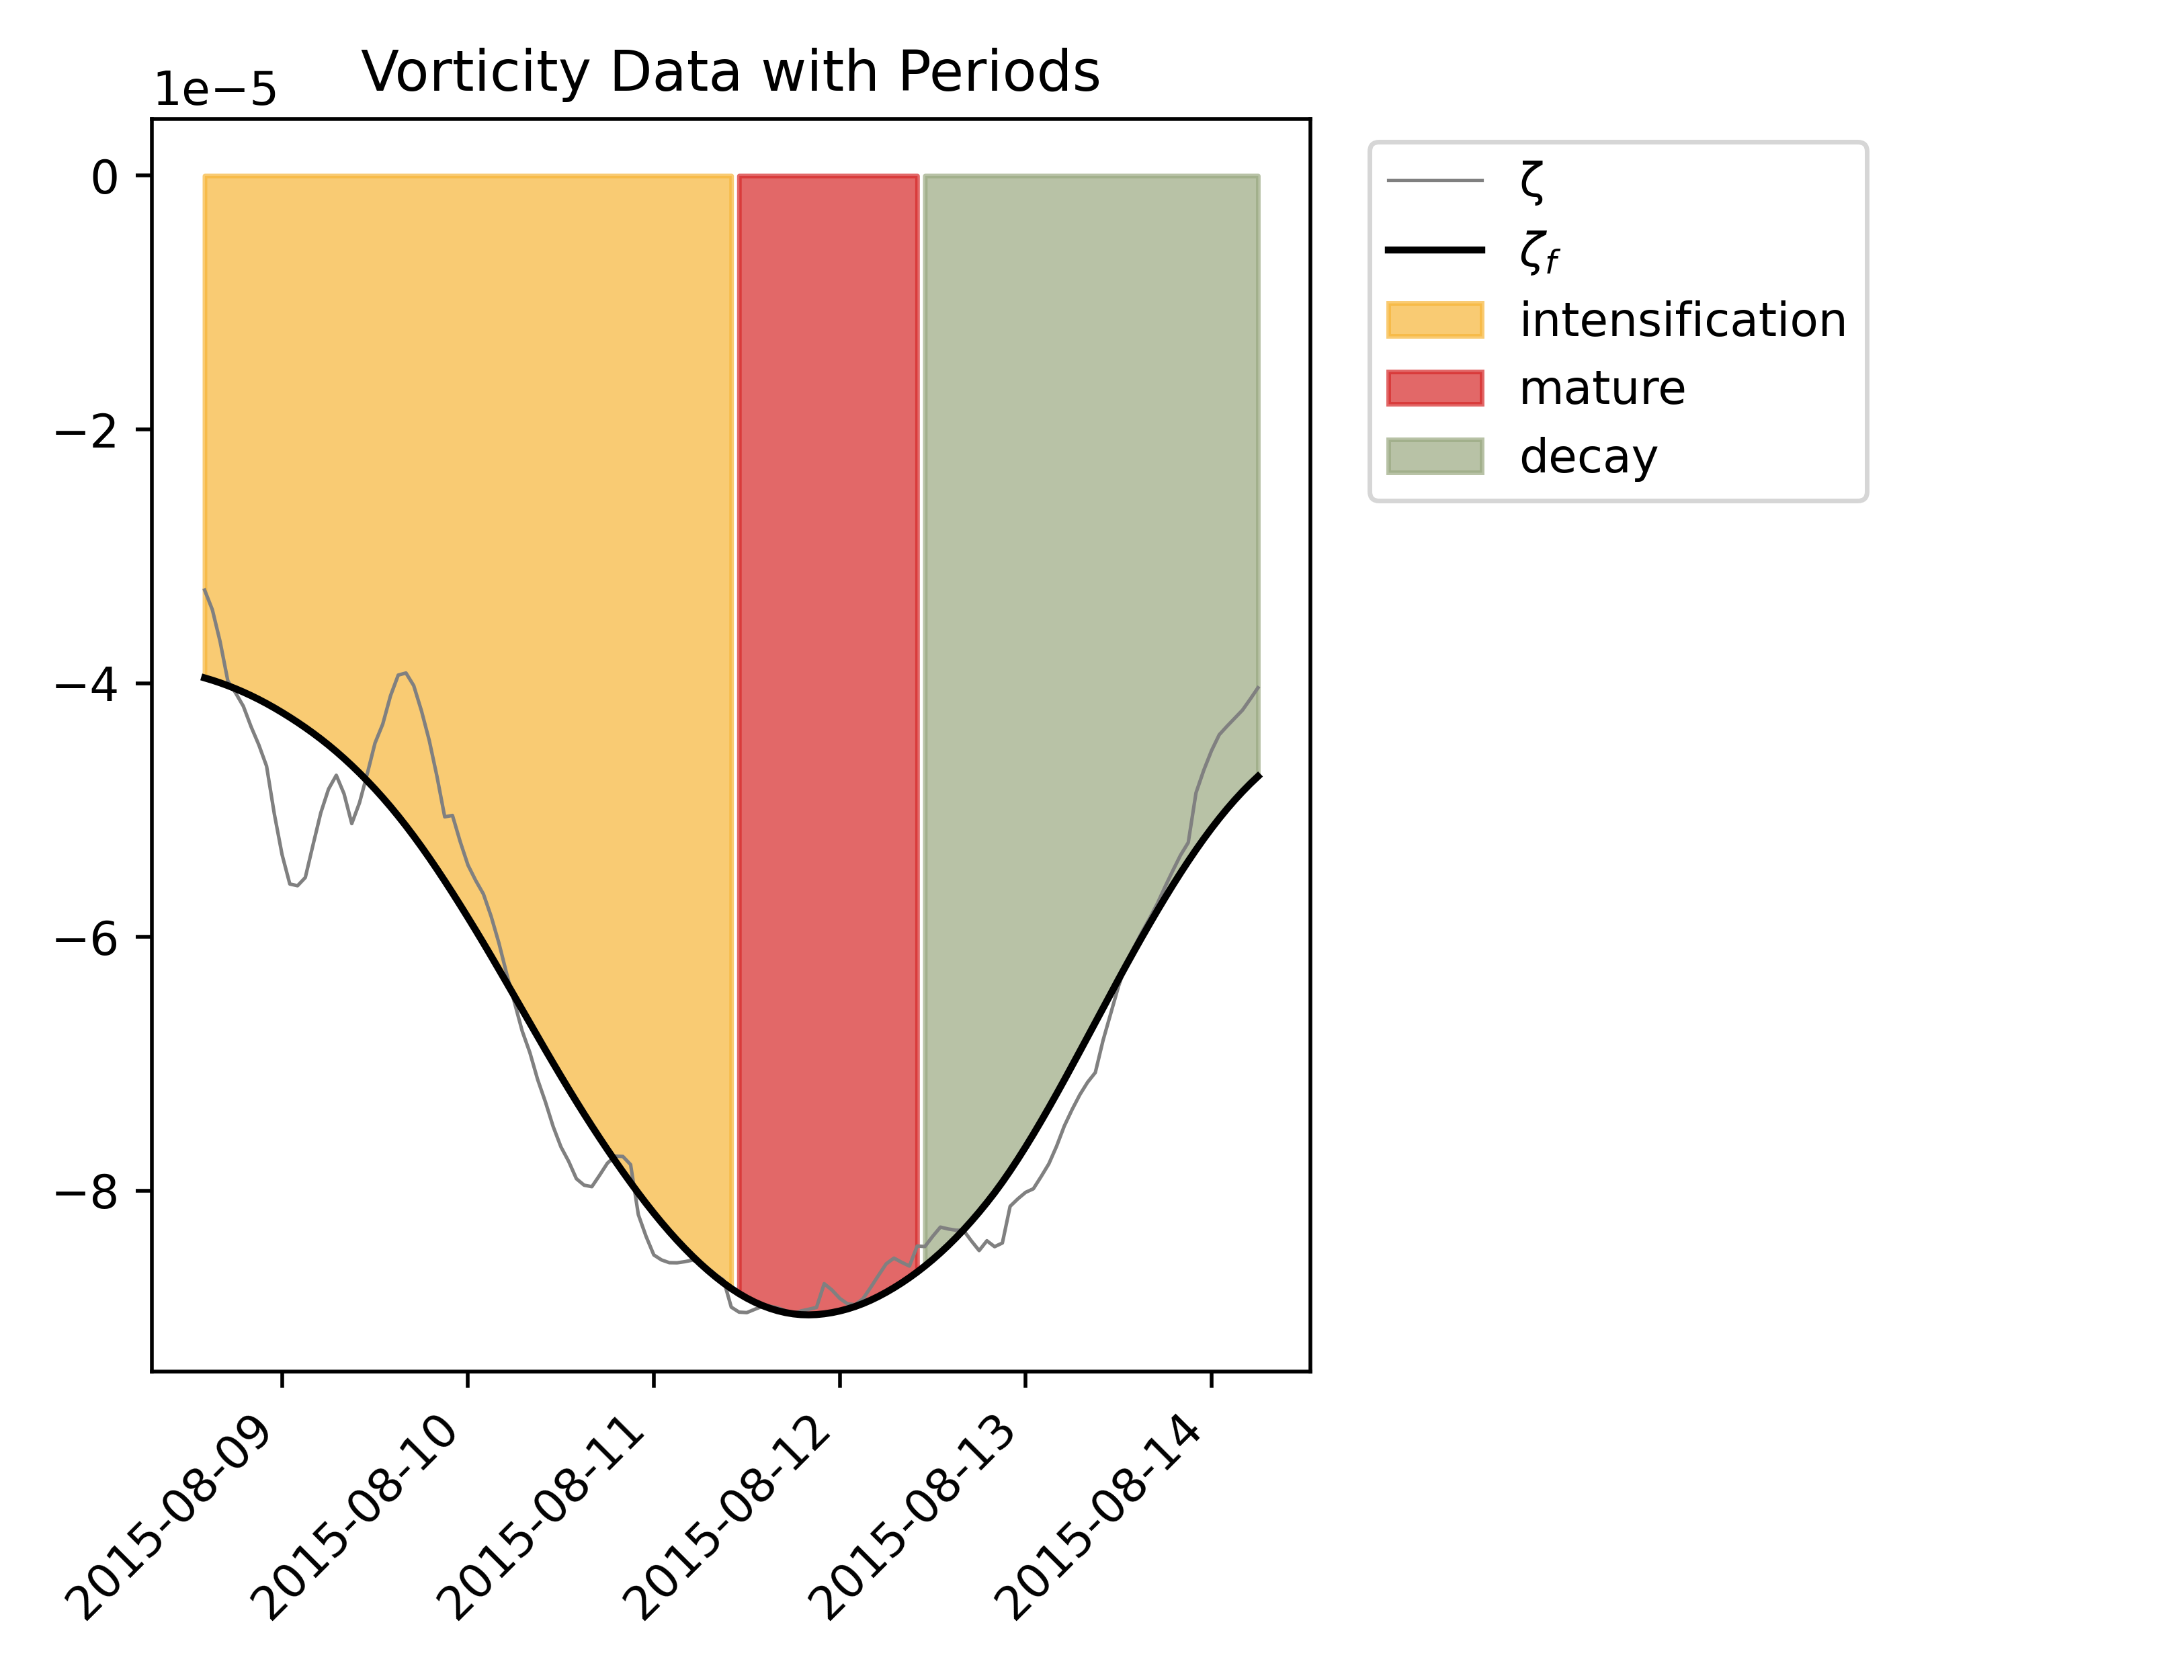 Vorticity Data with Periods
1e−5
0
−2
−4
−6
−8
2015-08-09
2015-08-10
2015-08-11
2015-08-12
2015-08-13
2015-08-14
ζ
ζf
intensification
mature
decay